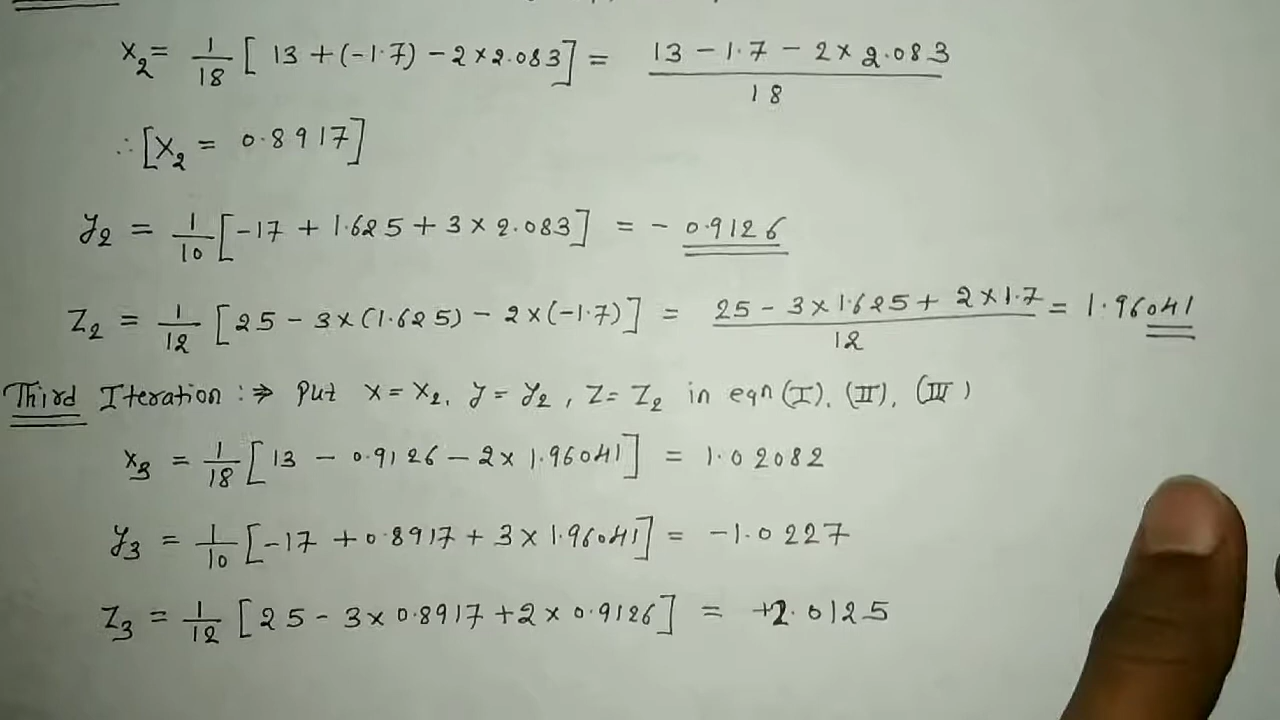 x₂ = 1/18 [ 13 + (-1.7) - 2 × 2.083 ] = (13 - 1.7 - 2 × 2.083)/18
∴ [x₂ = 0.8917]
y₂ = 1/10 [-17 + 1.625 + 3 × 2.083] = - 0.9126
Z₂ = 1/12 [25 - 3×(1.625) - 2×(-1.7)] = (25 - 3×1.625 + 2×1.7)/12 = 1.96041
Third Iteration :⇒ Put x = x₂, y = y₂, Z = Z₂ in eqn (I), (II), (III)
x₃ = 1/18 [13 - 0.9126 - 2× 1.96041] = 1.02082
y₃ = 1/10 [-17 + 0.8917 + 3 × 1.96041] = -1.0227
Z₃ = 1/12 [25 - 3× 0.8917 + 2× 0.9126] = +2.0125